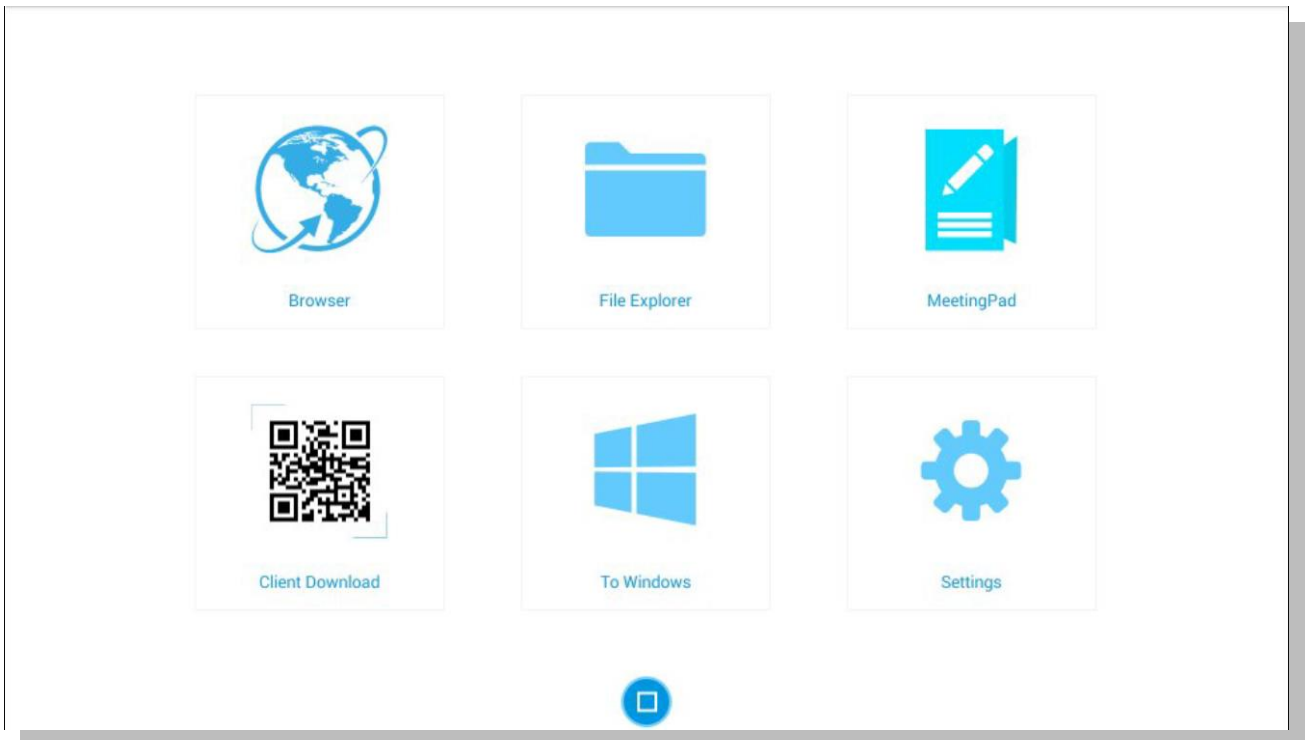 Browser
File Explorer
MeetingPad
Client Download
To Windows
Settings